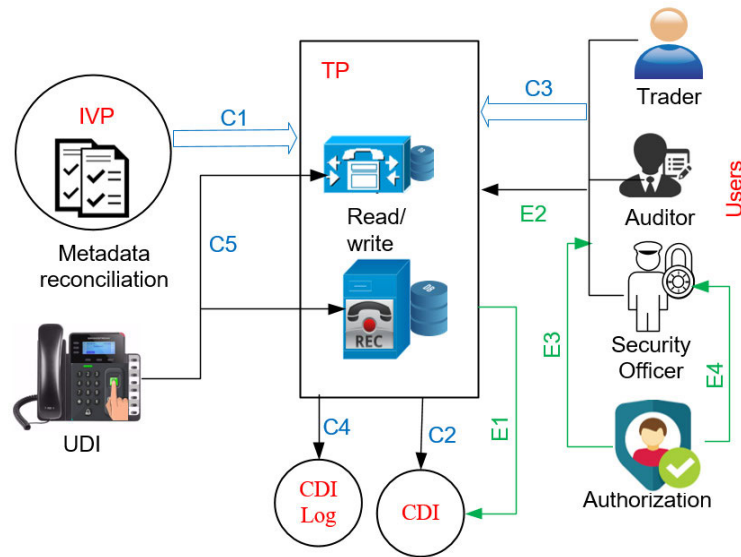 TP
IVP
C1
C3
Trader
Read/
write
E2
Auditor
Users
Metadada
reconciliation
C5
REC
E3
E4
Security
Officer
UDI
C4
C2
E1
CDI
Log
CDI
Authorization